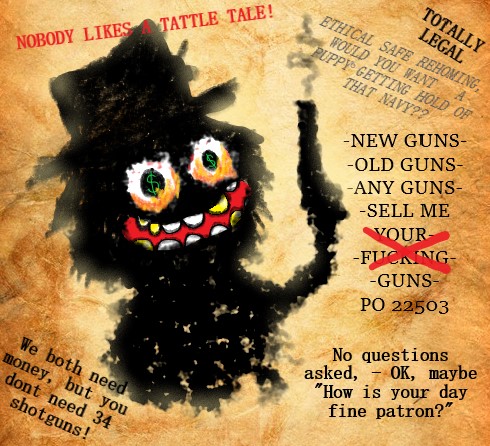 NOBODY LIKES A TATTLE TALE!
TOTALLY
LEGAL
ETHICAL SAFE REHOMING,
WOULD YOU WANT A
PUPPY GETTING HOLD OF
THAT NAVY??
-NEW GUNS-
-OLD GUNS-
-ANY GUNS-
-SELL ME
YOUR-
-FUCKING-
-GUNS-
PO 22503
We both need
money, but you
dont need 34
shotguns!
No questions
asked, - OK, maybe
"How is your day
fine patron?"